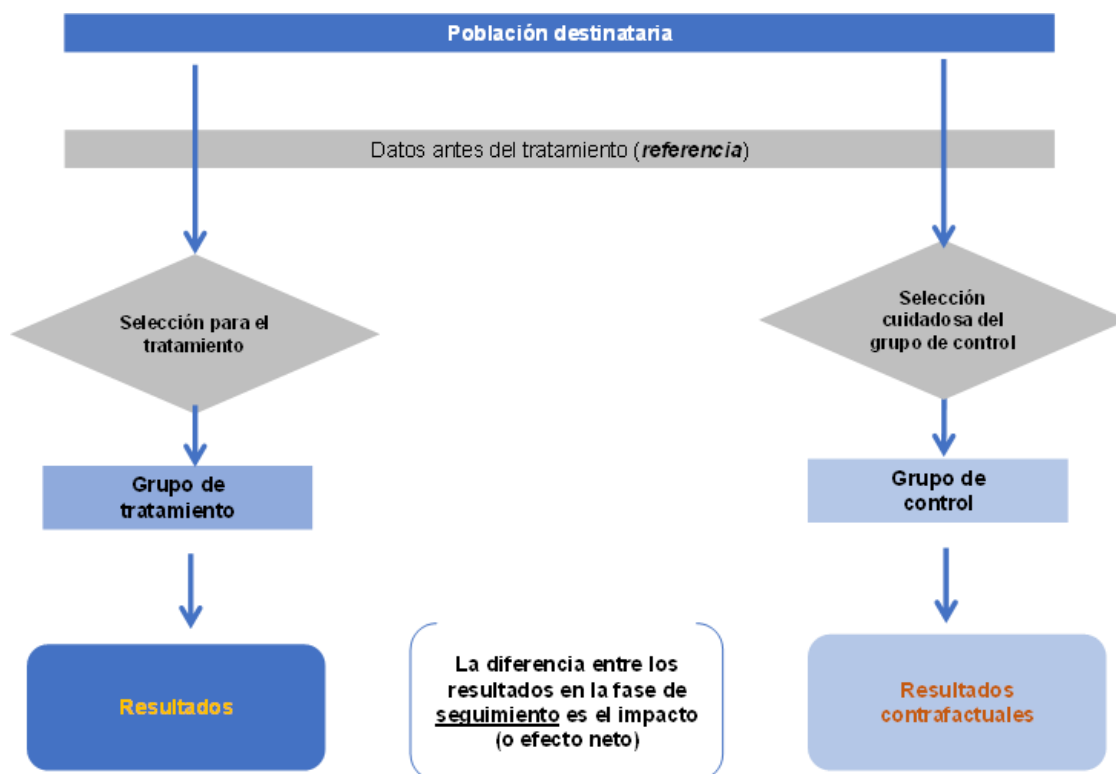 Población destinataria
Datos antes del tratamiento (referencia)
Selección para el
tratamiento
Selección
cuidadosa del
grupo de control
Grupo de
tratamiento
Grupo de
control
Resultados
La diferencia entre los
resultados en la fase de
seguimiento es el impacto
(o efecto neto)
Resultados
contrafactuales